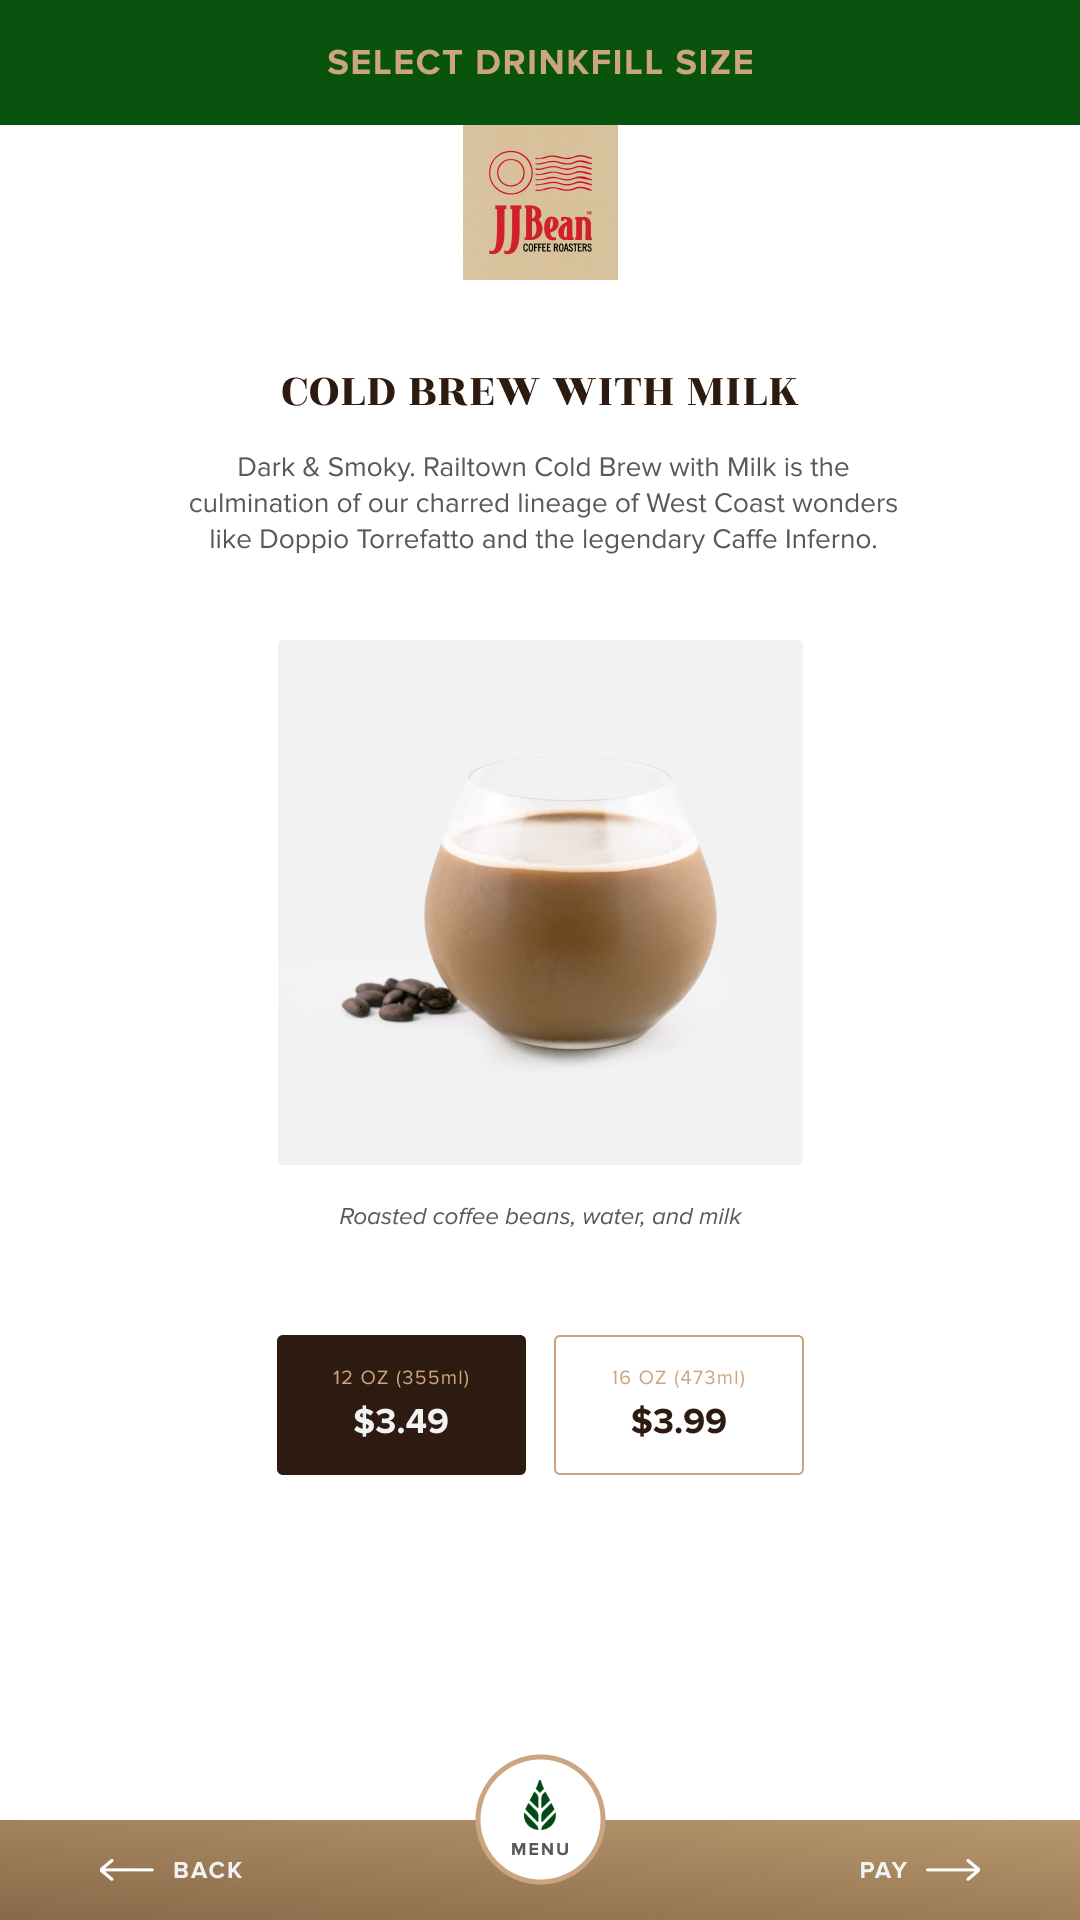 SELECT DRINKFILL SIZE
JJBean™
COFFEE ROASTERS
COLD BREW WITH MILK
Dark & Smoky. Railtown Cold Brew with Milk is the
culmination of our charred lineage of West Coast wonders
like Doppio Torrefatto and the legendary Caffe Inferno.
Roasted coffee beans, water, and milk
12 OZ (355ml)
$3.49
16 OZ (473ml)
$3.99
BACK
MENU
PAY